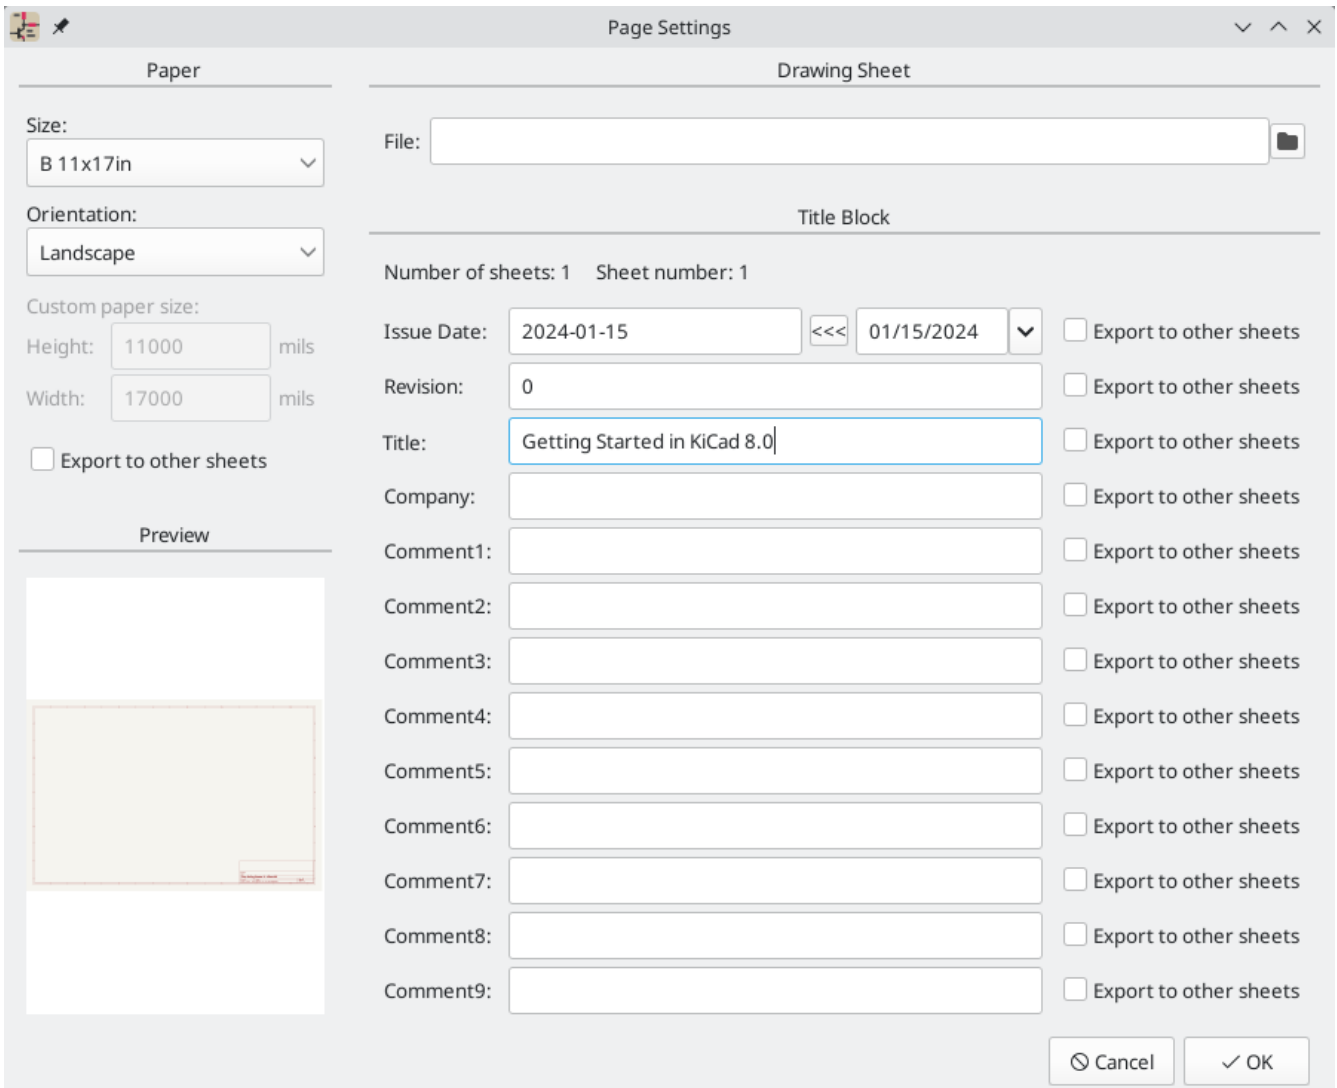 Page Settings
Paper
Size:
B 11x17in
Orientation:
Landscape
Custom paper size:
Height: 11000 mils
Width: 17000 mils
Export to other sheets
Preview
Drawing Sheet
File:
Title Block
Number of sheets: 1 Sheet number: 1
Issue Date: 2024-01-15 <<< 01/15/2024 Export to other sheets
Revision: 0 Export to other sheets
Title: Getting Started in KiCad 8.0 Export to other sheets
Company: Export to other sheets
Comment1: Export to other sheets
Comment2: Export to other sheets
Comment3: Export to other sheets
Comment4: Export to other sheets
Comment5: Export to other sheets
Comment6: Export to other sheets
Comment7: Export to other sheets
Comment8: Export to other sheets
Comment9: Export to other sheets
Cancel OK